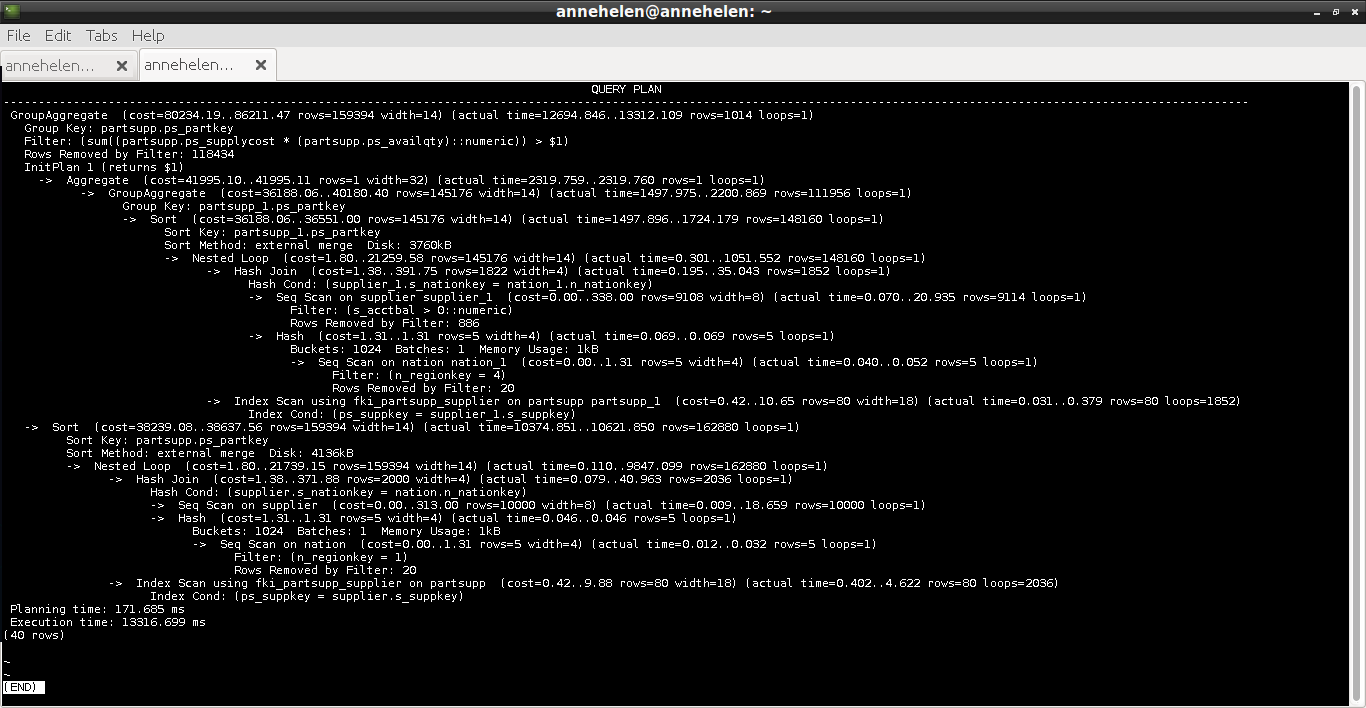 annehelen@annehelen: ~
File Edit Tabs Help
annehelen... annehelen...
QUERY PLAN
-----------------------------------------------------------------------------------------------------------------------------------------------------------------------------------
GroupAggregate (cost=80234.19..86211.47 rows=159394 width=14) (actual time=12694.846..13312.109 rows=1014 loops=1)
Group Key: partsupp.ps_partkey
Filter: (sum((partsupp.ps_supplycost * (partsupp.ps_availqty)::numeric)) > $1)
Rows Removed by Filter: 118434
InitPlan 1 (returns $1)
-> Aggregate (cost=41995.10..41995.11 rows=1 width=32) (actual time=2319.759..2319.760 rows=1 loops=1)
-> GroupAggregate (cost=36188.06..40180.40 rows=145176 width=14) (actual time=1497.975..2200.869 rows=111956 loops=1)
Group Key: partsupp_1.ps_partkey
-> Sort (cost=36188.06..36551.00 rows=145176 width=14) (actual time=1497.896..1724.179 rows=148160 loops=1)
Sort Key: partsupp_1.ps_partkey
Sort Method: external merge Disk: 3760kB
-> Nested Loop (cost=1.80..21259.58 rows=145176 width=14) (actual time=0.301..1051.552 rows=148160 loops=1)
-> Hash Join (cost=1.38..391.75 rows=1822 width=4) (actual time=0.195..35.043 rows=1852 loops=1)
Hash Cond: (supplier_1.s_nationkey = nation_1.n_nationkey)
-> Seq Scan on supplier supplier_1 (cost=0.00..338.00 rows=9108 width=8) (actual time=0.070..20.935 rows=9114 loops=1)
Filter: (s_acctbal > 0::numeric)
Rows Removed by Filter: 886
-> Hash (cost=1.31..1.31 rows=5 width=4) (actual time=0.069..0.069 rows=5 loops=1)
Buckets: 1024 Batches: 1 Memory Usage: 1kB
-> Seq Scan on nation nation_1 (cost=0.00..1.31 rows=5 width=4) (actual time=0.040..0.052 rows=5 loops=1)
Filter: (n_regionkey = 4)
Rows Removed by Filter: 20
-> Index Scan using fki_partsupp_supplier on partsupp partsupp_1 (cost=0.42..10.65 rows=80 width=18) (actual time=0.031..0.379 rows=80 loops=1852)
Index Cond: (ps_suppkey = supplier_1.s_suppkey)
-> Sort (cost=38239.08..38637.56 rows=159394 width=14) (actual time=10374.851..10621.850 rows=162880 loops=1)
Sort Key: partsupp.ps_partkey
Sort Method: external merge Disk: 4136kB
-> Nested Loop (cost=1.80..21739.15 rows=159394 width=14) (actual time=0.110..9847.099 rows=162880 loops=1)
-> Hash Join (cost=1.38..371.88 rows=2000 width=4) (actual time=0.079..40.963 rows=2036 loops=1)
Hash Cond: (supplier.s_nationkey = nation.n_nationkey)
-> Seq Scan on supplier (cost=0.00..313.00 rows=10000 width=8) (actual time=0.009..18.659 rows=10000 loops=1)
-> Hash (cost=1.31..1.31 rows=5 width=4) (actual time=0.046..0.046 rows=5 loops=1)
Buckets: 1024 Batches: 1 Memory Usage: 1kB
-> Seq Scan on nation (cost=0.00..1.31 rows=5 width=4) (actual time=0.012..0.032 rows=5 loops=1)
Filter: (n_regionkey = 1)
Rows Removed by Filter: 20
-> Index Scan using fki_partsupp_supplier on partsupp (cost=0.42..9.88 rows=80 width=18) (actual time=0.402..4.622 rows=80 loops=2036)
Index Cond: (ps_suppkey = supplier.s_suppkey)
Planning time: 171.685 ms
Execution time: 13316.699 ms
(40 rows)
~
~
(END)